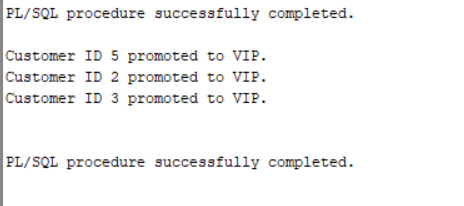 PL/SQL procedure successfully completed.
Customer ID 5 promoted to VIP.
Customer ID 2 promoted to VIP.
Customer ID 3 promoted to VIP.
PL/SQL procedure successfully completed.